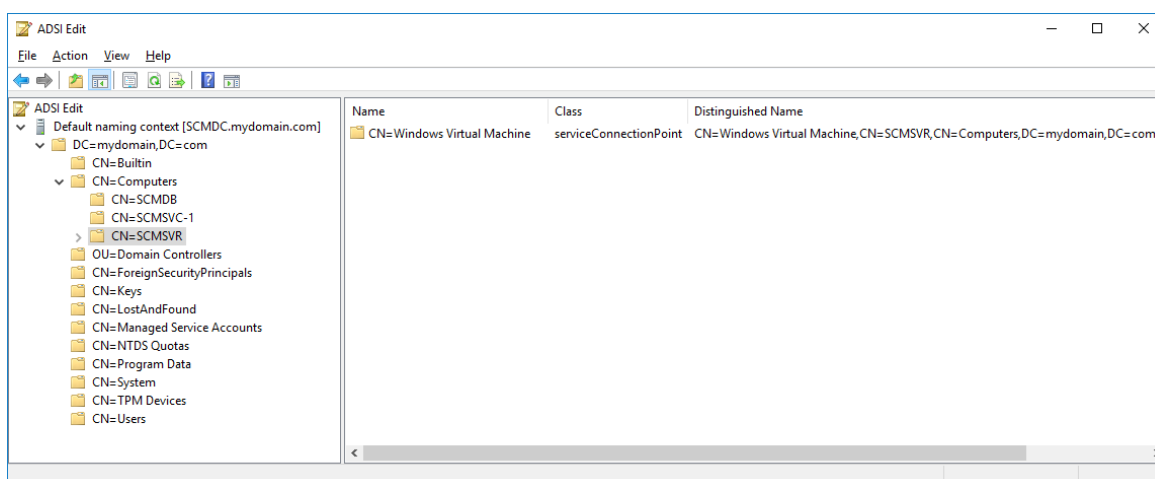 ADSI Edit
File Action View Help
ADSI Edit
Default naming context [SCMDC.mydomain.com]
DC=mydomain,DC=com
CN=Builtin
CN=Computers
CN=SCMDB
CN=SCMSVC-1
CN=SCMSVR
OU=Domain Controllers
CN=ForeignSecurityPrincipals
CN=Keys
CN=LostAndFound
CN=Managed Service Accounts
CN=NTDS Quotas
CN=Program Data
CN=System
CN=TPM Devices
CN=Users
Name Class Distinguished Name
CN=Windows Virtual Machine serviceConnectionPoint CN=Windows Virtual Machine,CN=SCMSVR,CN=Computers,DC=mydomain,DC=com